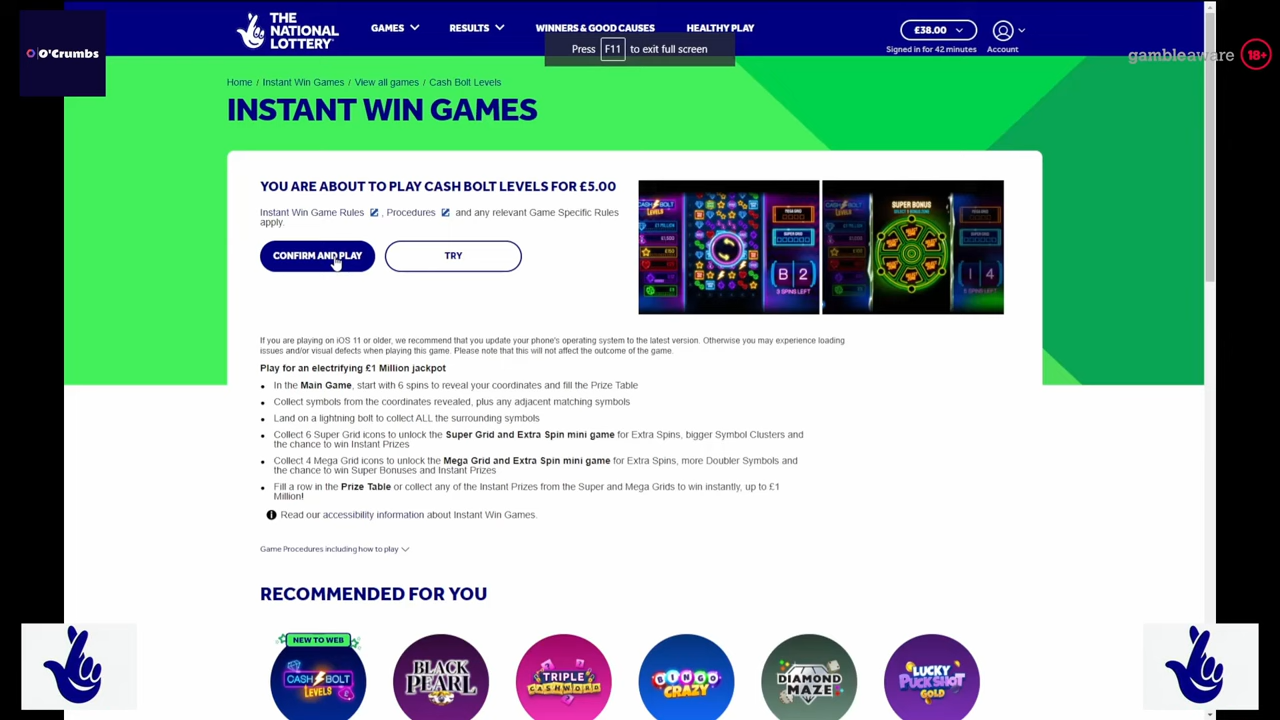 O'Crumbs
THE
NATIONAL
LOTTERY
GAMES
RESULTS
WINNERS & GOOD CAUSES
HEALTHY PLAY
£38.00
Signed in for 42 minutes
Account
Press F11 to exit full screen
gambleaware 18+
Home / Instant Win Games / View all games / Cash Bolt Levels
INSTANT WIN GAMES
YOU ARE ABOUT TO PLAY CASH BOLT LEVELS FOR £5.00
Instant Win Game Rules , Procedures and any relevant Game Specific Rules
apply.
CONFIRM AND PLAY
TRY
LEVELS
MEGA GRID
SUPER GRID
B 2
3 SPINS LEFT
SUPER BONUS
I 4
If you are playing on iOS 11 or older, we recommend that you update your phone's operating system to the latest version. Otherwise you may experience loading
issues and/or visual defects when playing this game. Please note that this will not affect the outcome of the game.
Play for an electrifying £1 Million jackpot
• In the Main Game, start with 6 spins to reveal your coordinates and fill the Prize Table
• Collect symbols from the coordinates revealed, plus any adjacent matching symbols
• Land on a lightning bolt to collect ALL the surrounding symbols
• Collect 6 Super Grid icons to unlock the Super Grid and Extra Spin mini game for Extra Spins, bigger Symbol Clusters and
the chance to win Instant Prizes
• Collect 4 Mega Grid icons to unlock the Mega Grid and Extra Spin mini game for Extra Spins, more Doubler Symbols and
the chance to win Super Bonuses and Instant Prizes
• Fill a row in the Prize Table or collect any of the Instant Prizes from the Super and Mega Grids to win instantly, up to £1
Million!
Read our accessibility information about Instant Win Games.
Game Procedures including how to play
RECOMMENDED FOR YOU
NEW TO WEB
CASH BOLT
LEVELS
BLACK
PEARL
TRIPLE
CASHWORD
BINGO
CRAZY
DIAMOND
MAZE
LUCKY
PUCK SHOT
GOLD